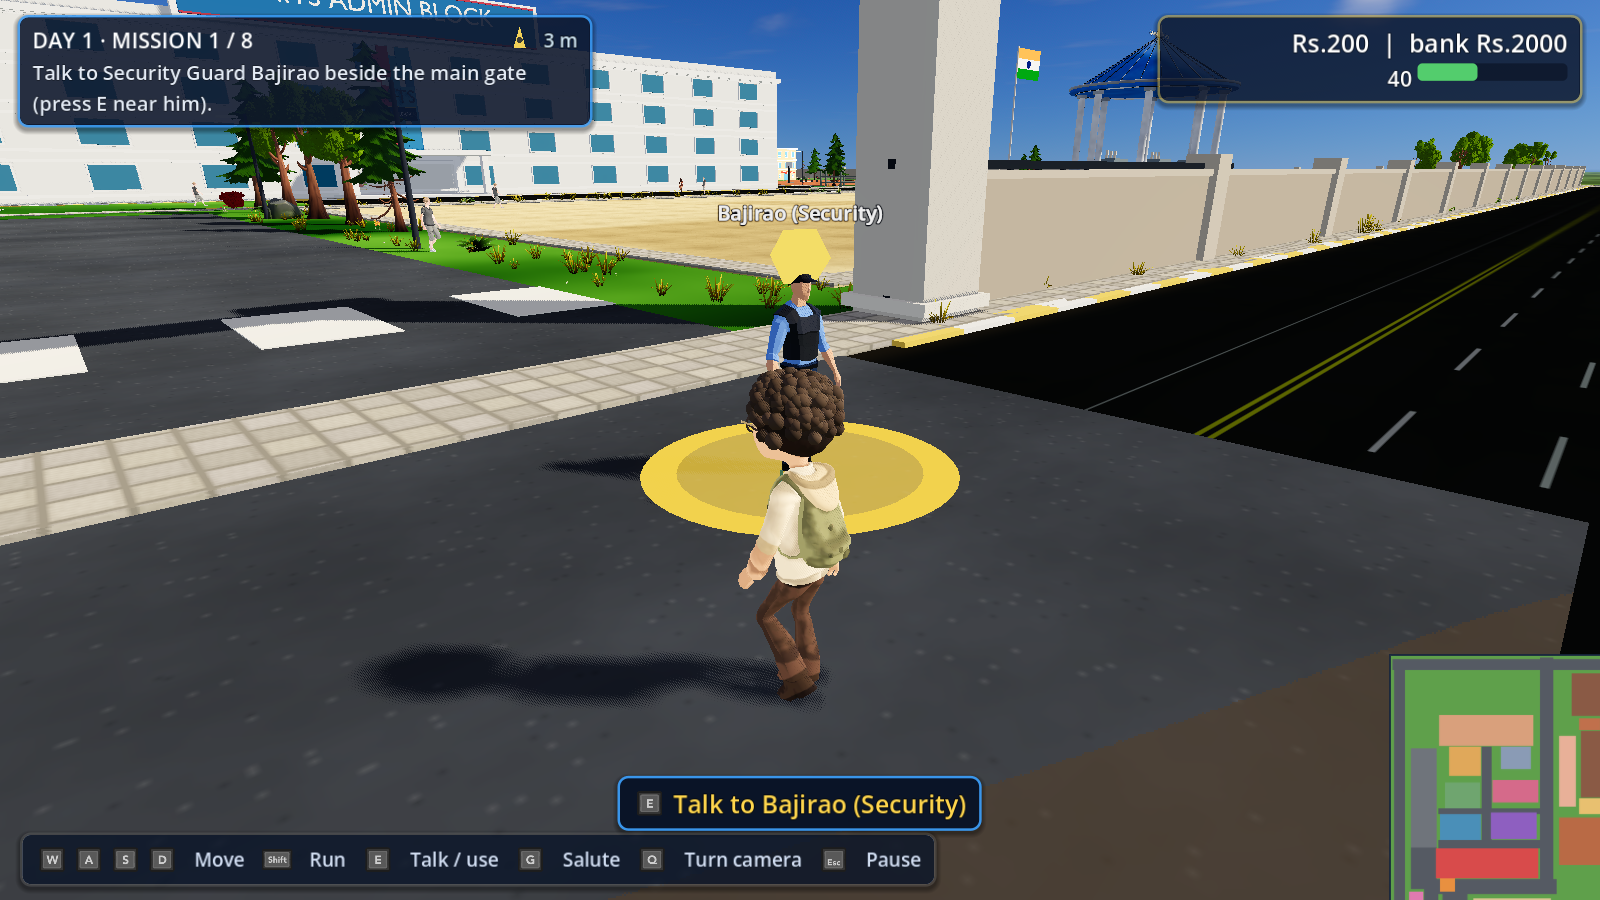 ADMIN BLOCK
DAY 1 · MISSION 1 / 8
3 m
Talk to Security Guard Bajirao beside the main gate
(press E near him).
Rs.200 | bank Rs.2000
40
Bajirao (Security)
E Talk to Bajirao (Security)
W A S D Move Shift Run E Talk / use G Salute Q Turn camera Esc Pause